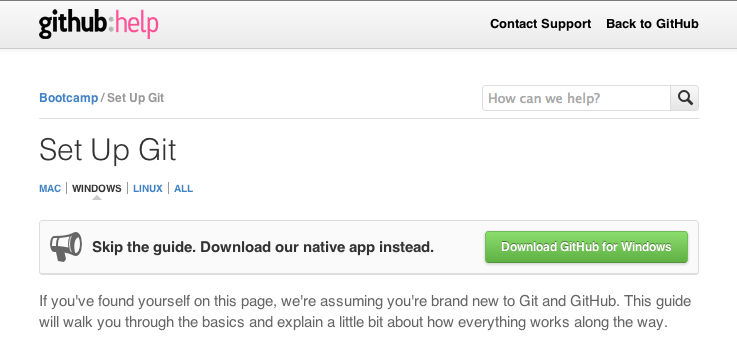 github:help
Contact Support Back to GitHub
Bootcamp / Set Up Git
How can we help?
Set Up Git
MAC | WINDOWS | LINUX | ALL
Skip the guide. Download our native app instead.
Download GitHub for Windows
If you've found yourself on this page, we're assuming you're brand new to Git and GitHub. This guide
will walk you through the basics and explain a little bit about how everything works along the way.